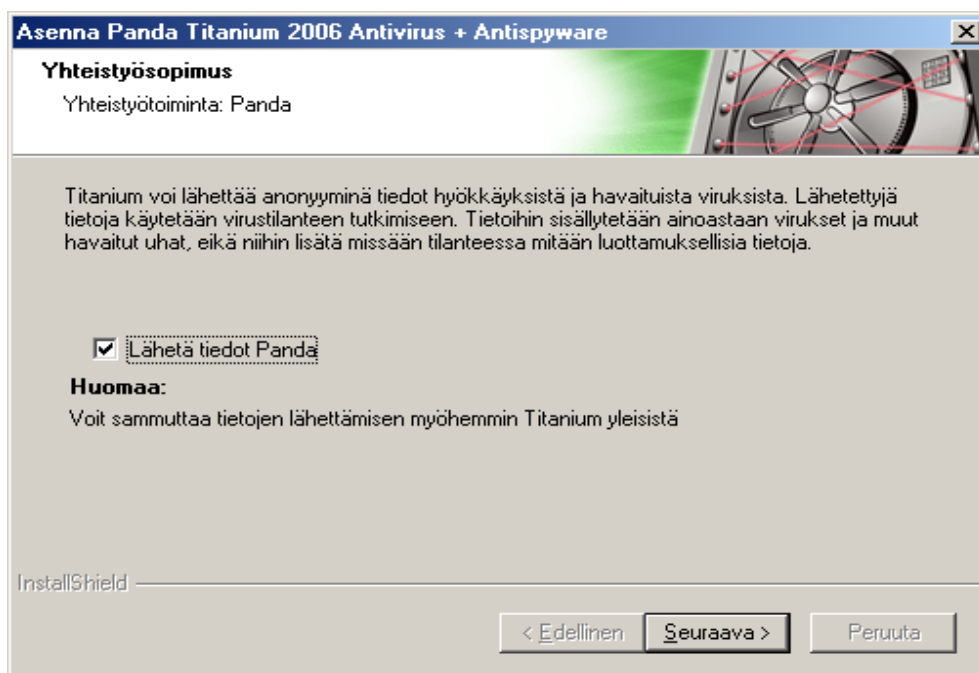 Asenna Panda Titanium 2006 Antivirus + Antispyware
Yhteistyösopimus
Yhteistyötoiminta: Panda
Titanium voi lähettää anonyyminä tiedot hyökkäyksistä ja havaituista viruksista. Lähetettyjä
tietoja käytetään virustilanteen tutkimiseen. Tietoihin sisällytetään ainoastaan virukset ja muut
havaitut uhat, eikä niihin lisätä missään tilanteessa mitään luottamuksellisia tietoja.
Lähetä tiedot Panda
Huomaa:
Voit sammuttaa tietojen lähettämisen myöhemmin Titanium yleisistä
InstallShield
< Edellinen
Seuraava >
Peruuta